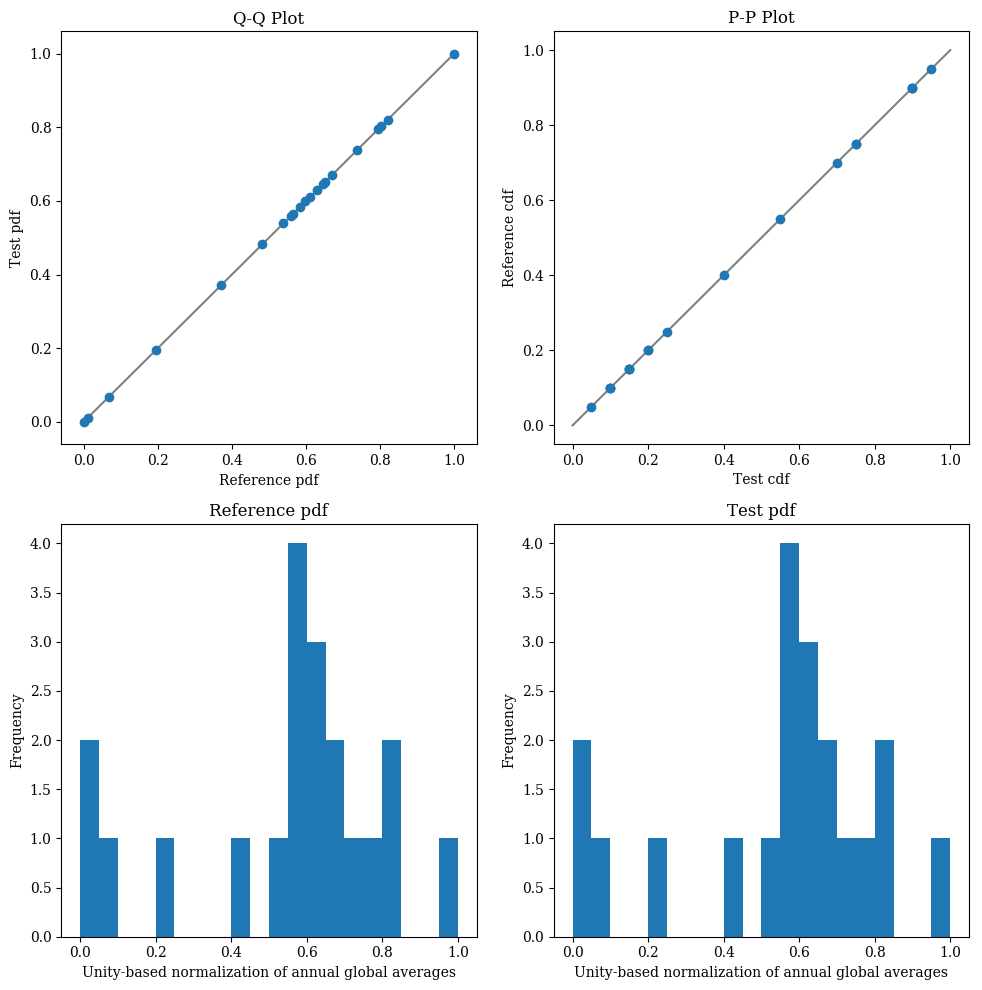 Q-Q Plot
1.0
0.8
0.6
0.4
0.2
0.0
Test pdf
0.0 0.2 0.4 0.6 0.8 1.0
Reference pdf
P-P Plot
1.0
0.8
0.6
0.4
0.2
0.0
Reference cdf
0.0 0.2 0.4 0.6 0.8 1.0
Test cdf
Reference pdf
4.0
3.5
3.0
2.5
2.0
1.5
1.0
0.5
0.0
Frequency
0.0 0.2 0.4 0.6 0.8 1.0
Unity-based normalization of annual global averages
Test pdf
4.0
3.5
3.0
2.5
2.0
1.5
1.0
0.5
0.0
Frequency
0.0 0.2 0.4 0.6 0.8 1.0
Unity-based normalization of annual global averages